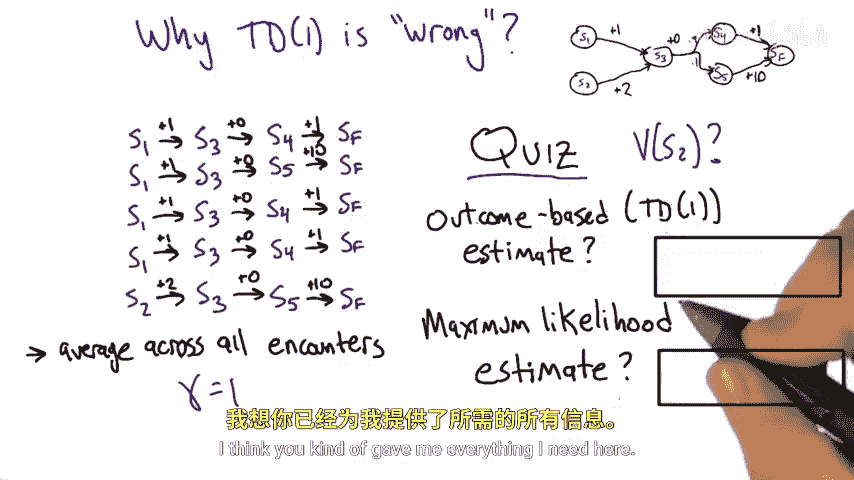 Why TD(1) is "wrong"?
S1 +1 S3 +0 .9 S4 +1 SF
S2 +2 .1 S5 +10
S1 +1→ S3 +0→ S4 +1→ SF
S1 +1→ S3 +0→ S5 +10→ SF
S1 +1→ S3 +0→ S4 +1→ SF
S1 +1→ S3 +0→ S4 +1→ SF
S2 +2→ S3 +0→ S5 +10→ SF
→ average across all encounters
γ=1
QUIZ V(S2)?
outcome-based (TD(1))
estimate?
Maximum likelihood
estimate?
我想你已经为我提供了所需的所有信息。
I think you kind of gave me everything I need here.